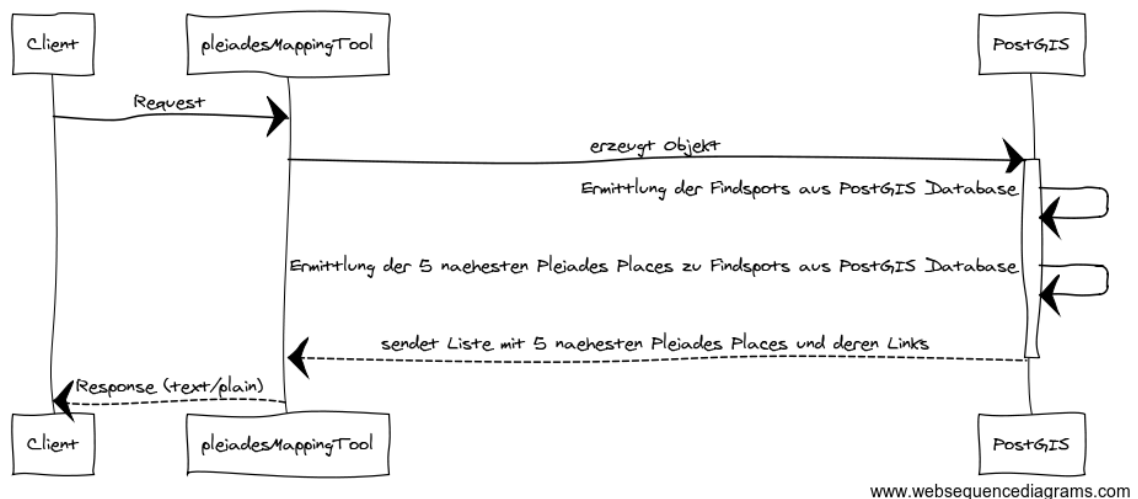 Client
pleiadesMappingTool
PostGIS
Request
erzeugt Objekt
Ermittlung der Findspots aus PostGIS Database
Ermittlung der 5 naehesten Pleiades Places zu Findspots aus PostGIS Database
sendet Liste mit 5 naehesten Pleiades Places und deren Links
Response (text/plain)
Client
pleiadesMappingTool
PostGIS
www.websequencediagrams.com